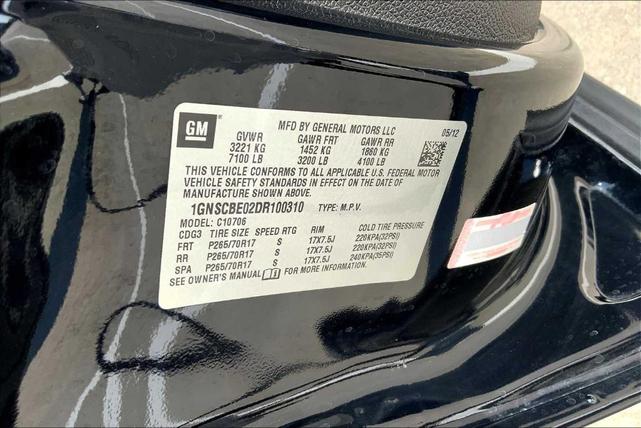 GM
MFD BY GENERAL MOTORS LLC 05/12
GVWR GAWR FRT GAWR RR
3221 KG 1452 KG 1860 KG
7100 LB 3200 LB 4100 LB
THIS VEHICLE CONFORMS TO ALL APPLICABLE U.S. FEDERAL MOTOR
VEHICLE SAFETY STANDARDS IN EFFECT ON THE DATE OF
MANUFACTURE SHOWN ABOVE.
1GNSCBE02DR100310 TYPE: M.P.V.
MODEL: C10706
CDG3 TIRE SIZE SPEED RTG RIM COLD TIRE PRESSURE
FRT P265/70R17 S 17X7.5J 220KPA(32PSI)
RR P265/70R17 S 17X7.5J 220KPA(32PSI)
SPA P265/70R17 S 17X7.5J 240KPA(35PSI)
SEE OWNER'S MANUAL FOR MORE INFORMATION.